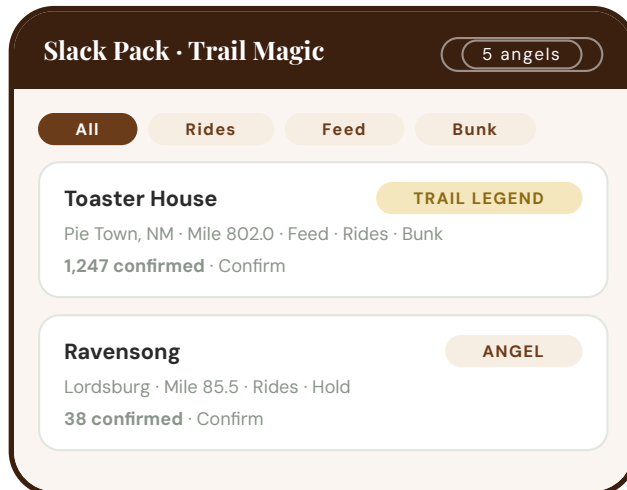 Slack Pack · Trail Magic
5 angels
All
Rides
Feed
Bunk
Toaster House
TRAIL LEGEND
Pie Town, NM · Mile 802.0 · Feed · Rides · Bunk
1,247 confirmed · Confirm
Ravensong
ANGEL
Lordsburg · Mile 85.5 · Rides · Hold
38 confirmed · Confirm